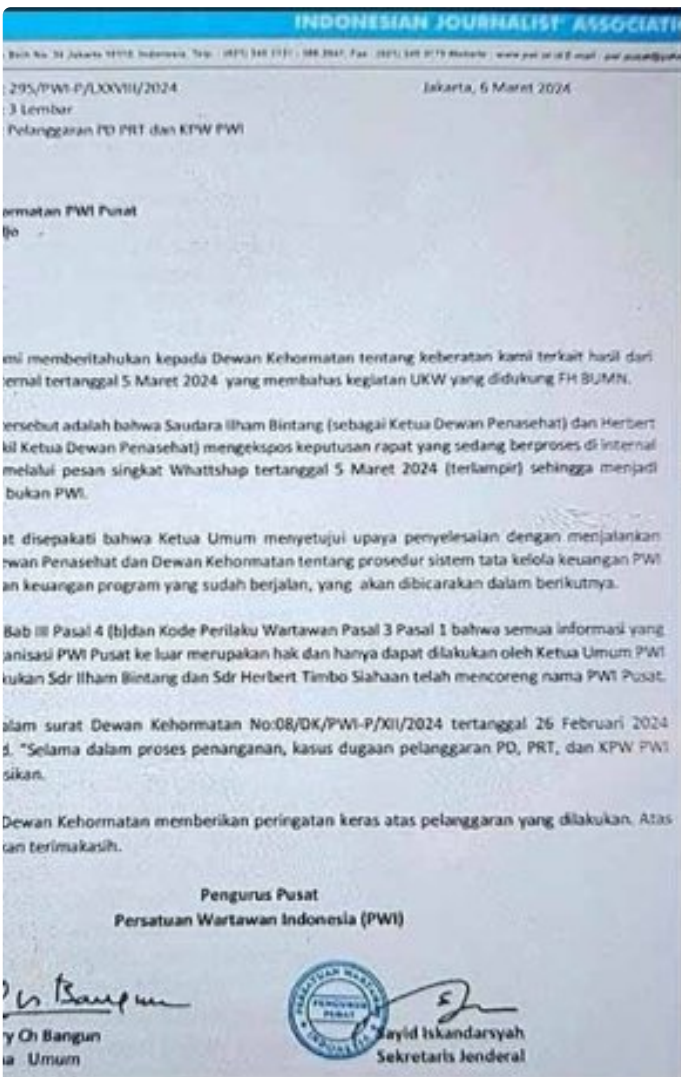 INDONESIAN JOURNALIST' ASSOCIATI
: 295/PWI-P/LXXVIII/2024 Jakarta, 6 Maret 2024
: 3 Lembar
: Pelanggaran PD PRT dan KPW PWI
ormatan PWI Pusat
djo
mi memberitahukan kepada Dewan Kehormatan tentang keberatan kami terkait hasil dari
ternal tertanggal 5 Maret 2024 yang membahas kegiatan UKW yang didukung FH BUMN.
ersebut adalah bahwa Saudara Ilham Bintang (sebagai Ketua Dewan Penasehat) dan Herbert
kil Ketua Dewan Penasehat) mengekspos keputusan rapat yang sedang berproses di internal
melalui pesan singkat Whattshap tertanggal 5 Maret 2024 (terlampir) sehingga menjadi
bukan PWI.
at disepakati bahwa Ketua Umum menyetujui upaya penyelesaian dengan menjalankan
ewan Penasehat dan Dewan Kehormatan tentang prosedur sistem tata kelola keuangan PWI
an keuangan program yang sudah berjalan, yang akan dibicarakan dalam berikutnya.
Bab III Pasal 4 (b)dan Kode Perilaku Wartawan Pasal 3 Pasal 1 bahwa semua informasi yang
anisasi PWI Pusat ke luar merupakan hak dan hanya dapat dilakukan oleh Ketua Umum PWI
kukan Sdr Ilham Bintang dan Sdr Herbert Timbo Siahaan telah mencoreng nama PWI Pusat.
alam surat Dewan Kehormatan No:08/DK/PWI-P/XII/2024 tertanggal 26 Februari 2024
d. "Selama dalam proses penanganan, kasus dugaan pelanggaran PD, PRT, dan KPW PWI
sikan.
Dewan Kehormatan memberikan peringatan keras atas pelanggaran yang dilakukan. Atas
kan terimakasih.
Pengurus Pusat
Persatuan Wartawan Indonesia (PWI)
PERSATUAN WARTAWAN
PENGURUS
PUSAT
INDONESIA
y Ch Bangun Sayid Iskandarsyah
a Umum Sekretaris Jenderal